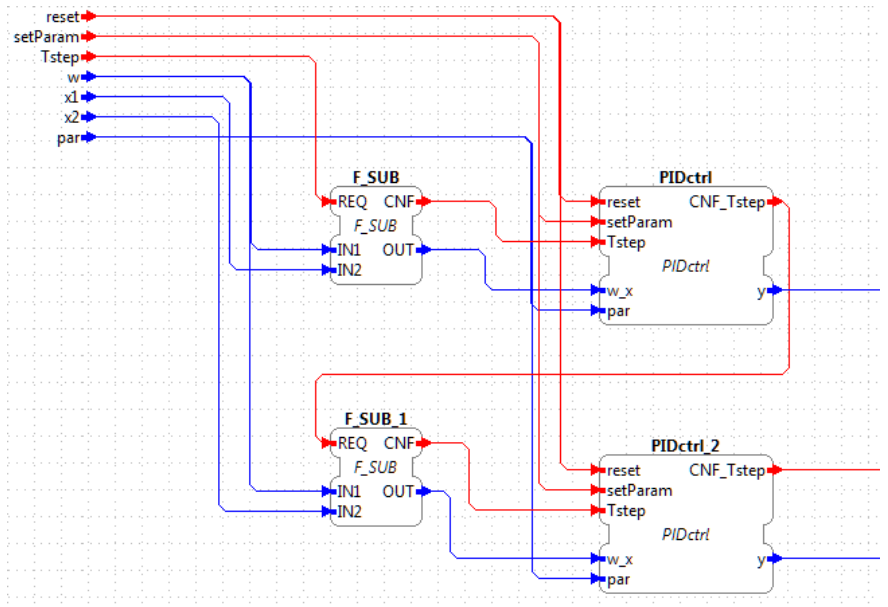 reset
setParam
Tstep
w
x1
x2
par
F_SUB
REQ CNF
F_SUB
IN1 OUT
IN2
PIDctrl
reset CNF_Tstep
setParam
Tstep
PIDctrl
w_x y
par
F_SUB_1
REQ CNF
F_SUB
IN1 OUT
IN2
PIDctrl_2
reset CNF_Tstep
setParam
Tstep
PIDctrl
w_x y
par